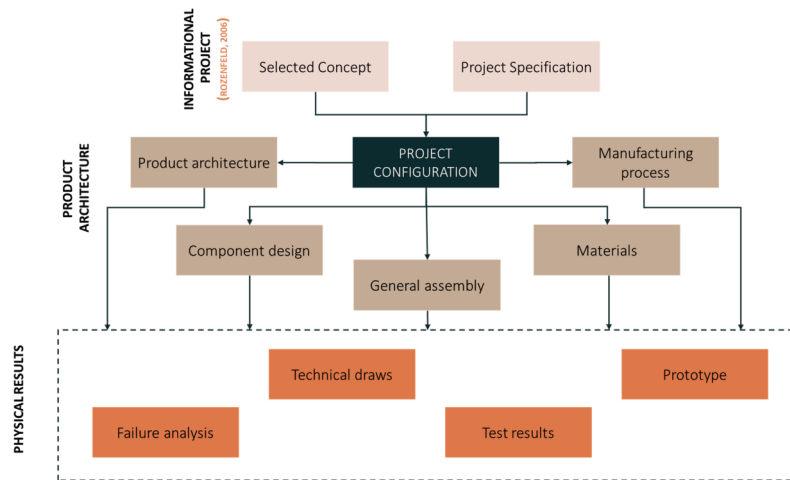 INFORMATIONAL
PROJECT
(ROZENFELD, 2006)
Selected Concept
Project Specification
PRODUCT
ARCHITECTURE
Product architecture
PROJECT
CONFIGURATION
Manufacturing
process
Component design
General assembly
Materials
PHYSICAL RESULTS
Technical draws
Prototype
Failure analysis
Test results